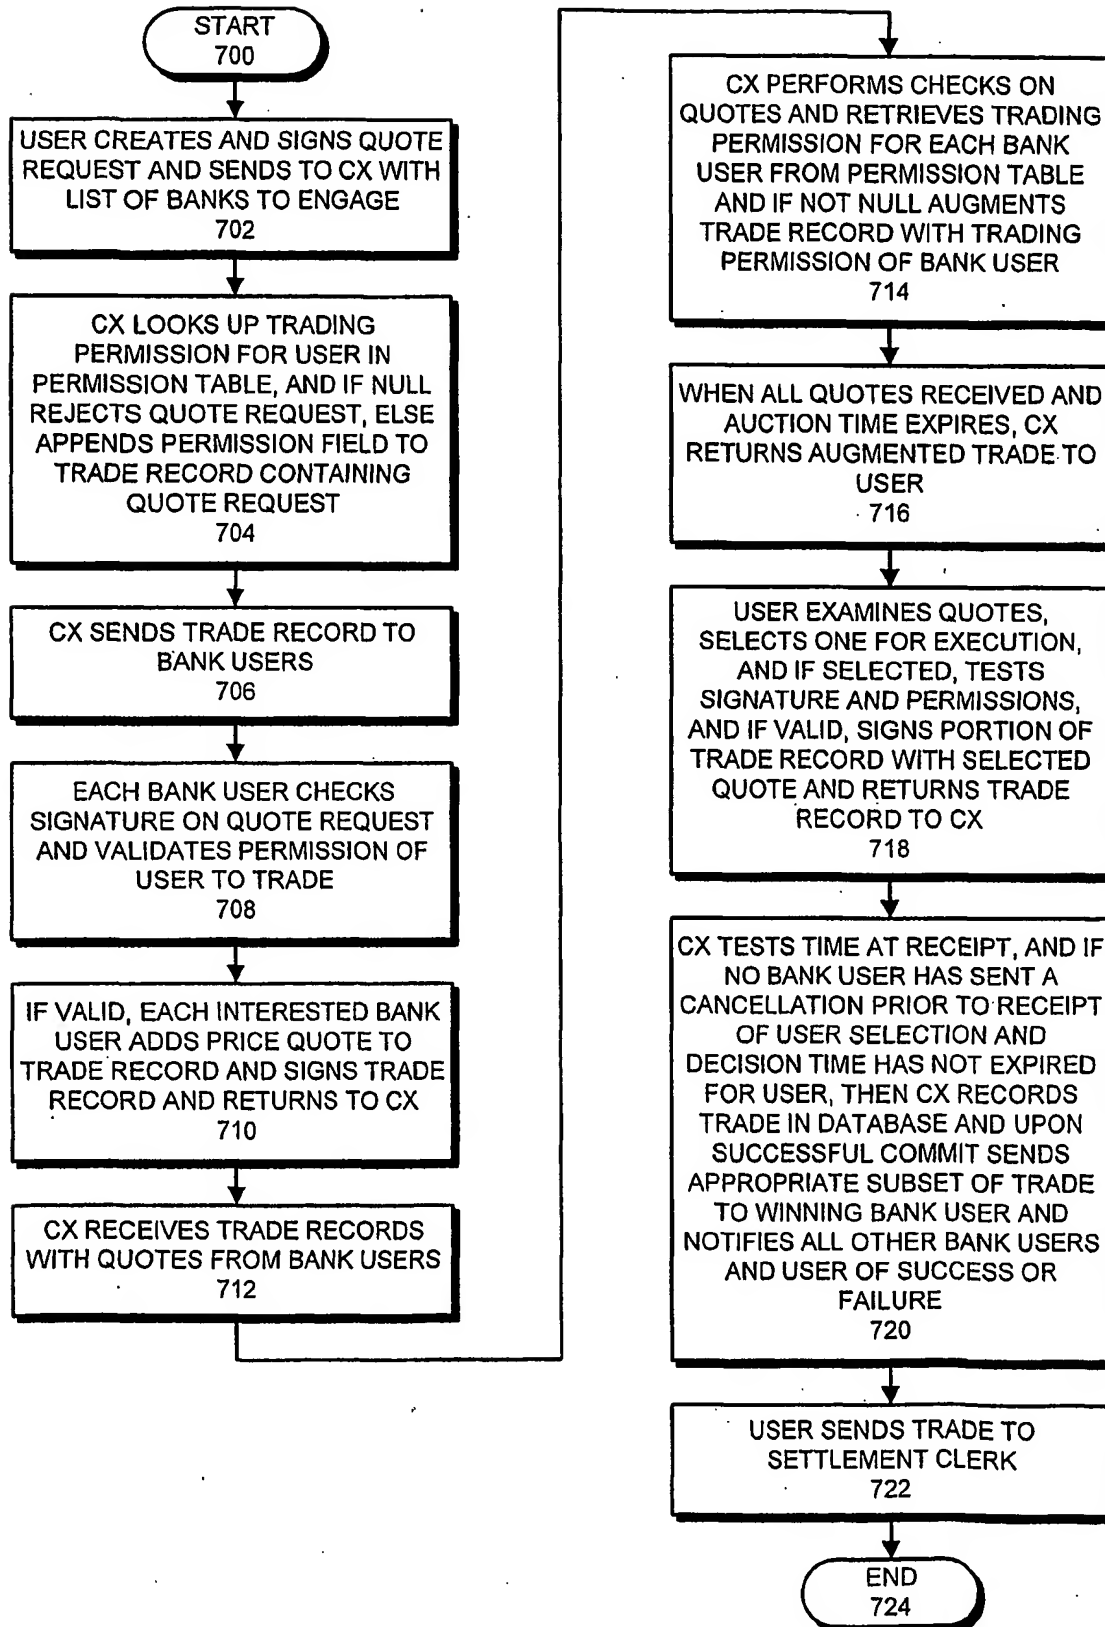 START
700
USER CREATES AND SIGNS QUOTE
REQUEST AND SENDS TO CX WITH
LIST OF BANKS TO ENGAGE
702
CX LOOKS UP TRADING
PERMISSION FOR USER IN
PERMISSION TABLE, AND IF NULL
REJECTS QUOTE REQUEST, ELSE
APPENDS PERMISSION FIELD TO
TRADE RECORD CONTAINING
QUOTE REQUEST
704
CX SENDS TRADE RECORD TO
BANK USERS
706
EACH BANK USER CHECKS
SIGNATURE ON QUOTE REQUEST
AND VALIDATES PERMISSION OF
USER TO TRADE
708
IF VALID, EACH INTERESTED BANK
USER ADDS PRICE QUOTE TO
TRADE RECORD AND SIGNS TRADE
RECORD AND RETURNS TO CX
710
CX RECEIVES TRADE RECORDS
WITH QUOTES FROM BANK USERS
712
CX PERFORMS CHECKS ON
QUOTES AND RETRIEVES TRADING
PERMISSION FOR EACH BANK
USER FROM PERMISSION TABLE
AND IF NOT NULL AUGMENTS
TRADE RECORD WITH TRADING
PERMISSION OF BANK USER
714
WHEN ALL QUOTES RECEIVED AND
AUCTION TIME EXPIRES, CX
RETURNS AUGMENTED TRADE TO
USER
716
USER EXAMINES QUOTES,
SELECTS ONE FOR EXECUTION,
AND IF SELECTED, TESTS
SIGNATURE AND PERMISSIONS,
AND IF VALID, SIGNS PORTION OF
TRADE RECORD WITH SELECTED
QUOTE AND RETURNS TRADE
RECORD TO CX
718
CX TESTS TIME AT RECEIPT, AND IF
NO BANK USER HAS SENT A
CANCELLATION PRIOR TO RECEIPT
OF USER SELECTION AND
DECISION TIME HAS NOT EXPIRED
FOR USER, THEN CX RECORDS
TRADE IN DATABASE AND UPON
SUCCESSFUL COMMIT SENDS
APPROPRIATE SUBSET OF TRADE
TO WINNING BANK USER AND
NOTIFIES ALL OTHER BANK USERS
AND USER OF SUCCESS OR
FAILURE
720
USER SENDS TRADE TO
SETTLEMENT CLERK
722
END
724